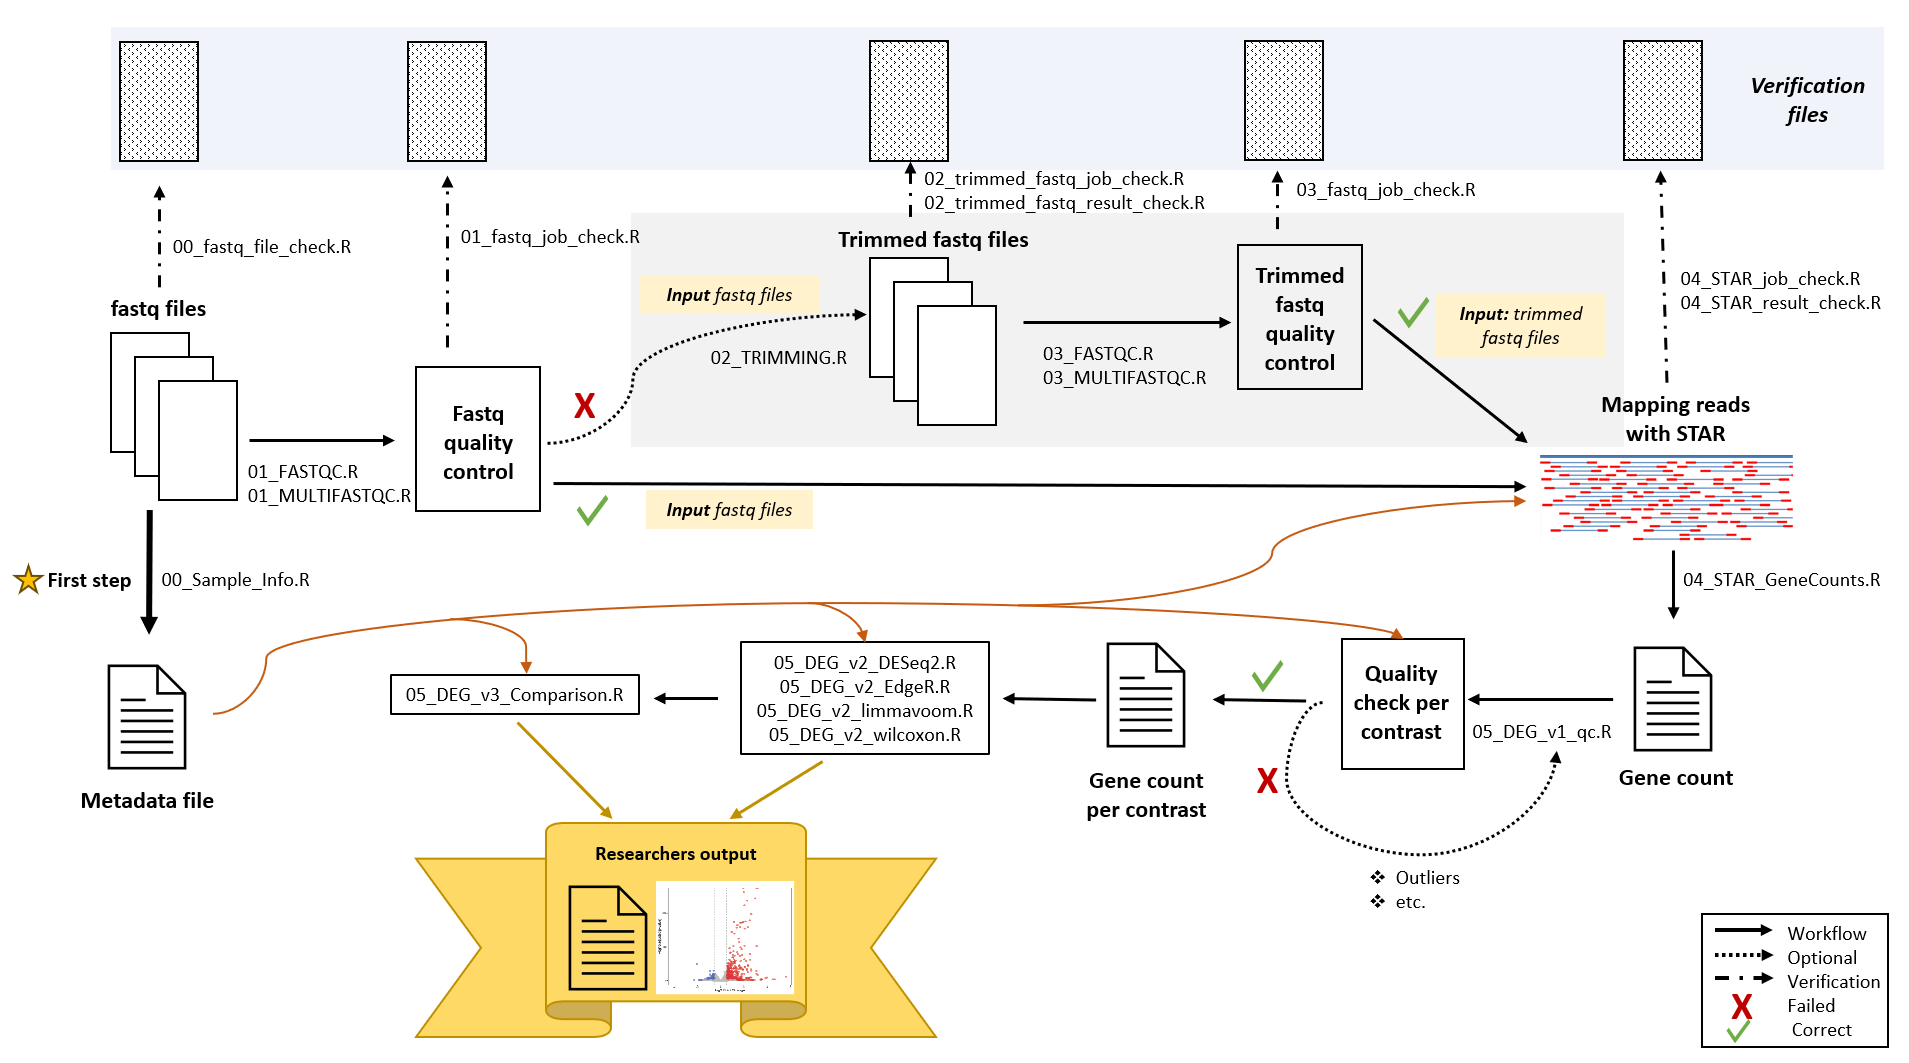 Verification
files
02_trimmed_fastq_job_check.R
02_trimmed_fastq_result_check.R
03_fastq_job_check.R
00_fastq_file_check.R
01_fastq_job_check.R
04_STAR_job_check.R
04_STAR_result_check.R
fastq files
Trimmed fastq files
Input fastq files
02_TRIMMING.R
03_FASTQC.R
03_MULTIFASTQC.R
Trimmed
fastq
quality
control
Input: trimmed
fastq files
X
Fastq
quality
control
01_FASTQC.R
01_MULTIFASTQC.R
Input fastq files
Mapping reads
with STAR
First step
00_Sample_Info.R
04_STAR_GeneCounts.R
Metadata file
05_DEG_v3_Comparison.R
05_DEG_v2_DESeq2.R
05_DEG_v2_EdgeR.R
05_DEG_v2_limmavoom.R
05_DEG_v2_wilcoxon.R
Gene count
per contrast
Quality
check per
contrast
05_DEG_v1_qc.R
Gene count
X
Outliers
etc.
Researchers output
Workflow
Optional
Verification
X Failed
Correct